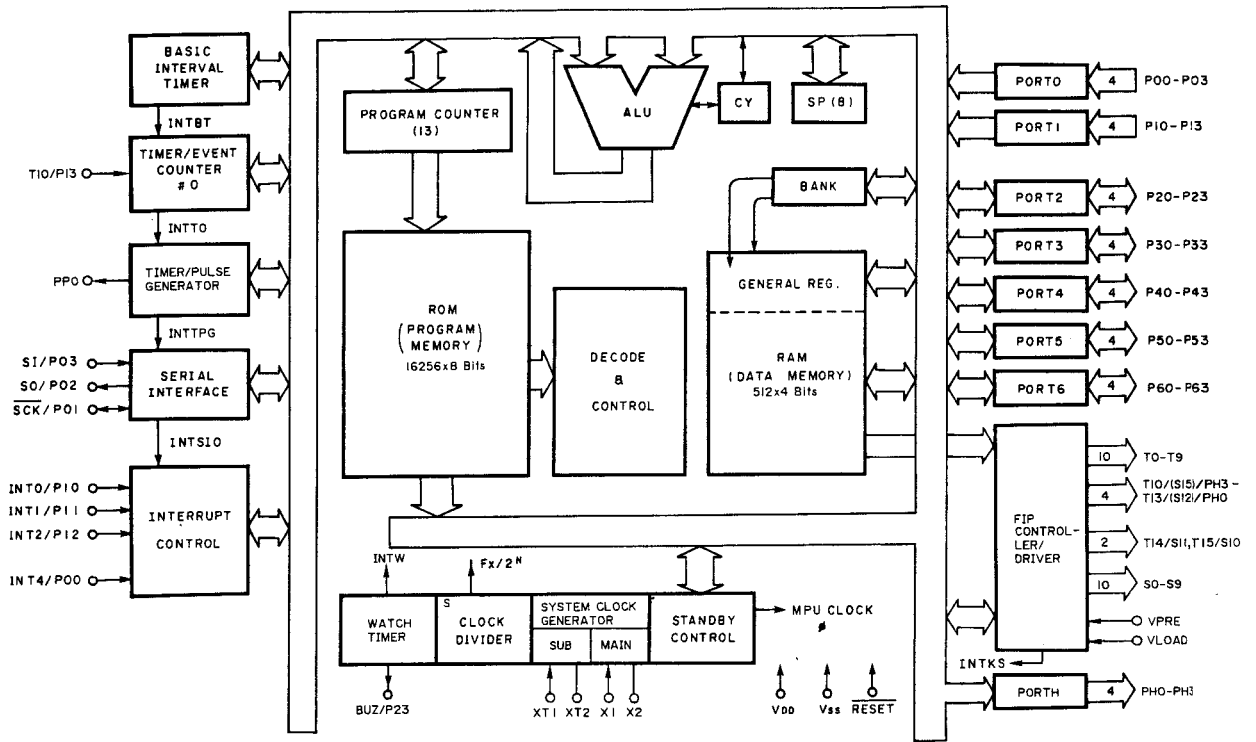 BASIC
INTERVAL
TIMER
INTBT
TIMER/EVENT
COUNTER
#0
TI0/P13
INTT0
TIMER/PULSE
GENERATOR
PPO
INTTPG
SERIAL
INTERFACE
SI/P03
SO/P02
SCK/P01
INTSIO
INTERRUPT
CONTROL
INT0/P10
INT1/P11
INT2/P12
INT4/P00
PROGRAM COUNTER
(13)
ALU
CY
SP(8)
BANK
ROM
(PROGRAM
MEMORY)
16256x8 Bits
DECODE
&
CONTROL
GENERAL REG.
RAM
(DATA MEMORY)
512x4 Bits
INTW
Fx/2^N
WATCH
TIMER
S
CLOCK
DIVIDER
SYSTEM CLOCK
GENERATOR
SUB
MAIN
STANDBY
CONTROL
MPU CLOCK
ϕ
BUZ/P23
XT1
XT2
X1
X2
VDD
VSS
RESET
PORT0
4
P00-P03
PORT1
4
P10-P13
PORT2
4
P20-P23
PORT3
4
P30-P33
PORT4
4
P40-P43
PORT5
4
P50-P53
PORT6
4
P60-P63
FIP
CONTROL-
LER/
DRIVER
10
T0-T9
4
T10/(S15)/PH3-
T13/(S12)/PH0
2
T14/S11,T15/S10
10
S0-S9
VPRE
VLOAD
INTKS
PORTH
4
PH0-PH3